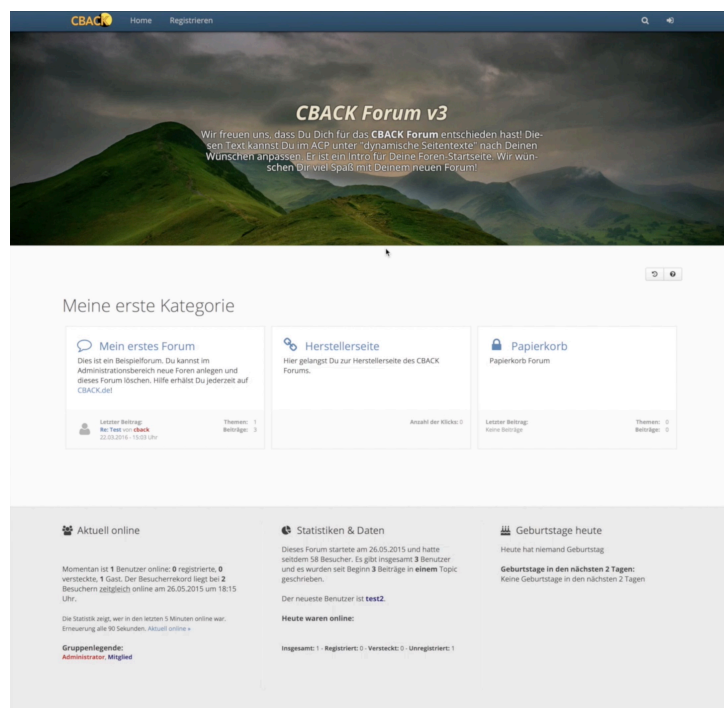 CBACK Home Registrieren
CBACK Forum v3
Wir freuen uns, dass Du Dich für das CBACK Forum entschieden hast! Die-
sen Text kannst Du im ACP unter "dynamische Seitentexte" nach Deinen
Wünschen anpassen. Er ist ein Intro für Deine Foren-Startseite. Wir wün-
schen Dir viel Spaß mit Deinem neuen Forum!
Meine erste Kategorie
Mein erstes Forum
Dies ist ein Beispielforum. Du kannst im
Administrationsbereich neue Foren anlegen und
dieses Forum löschen. Hilfe erhälst Du jederzeit auf
CBACK.de!
Letzter Beitrag: Themen: 1
Re: Test von cback Beiträge: 3
22.03.2016 - 15:03 Uhr
Herstellerseite
Hier gelangst Du zur Herstellerseite des CBACK
Forums.
Anzahl der Klicks: 0
Papierkorb
Papierkorb Forum
Letzter Beitrag: Themen: 0
Keine Beiträge Beiträge: 0
Aktuell online
Momentan ist 1 Benutzer online: 0 registrierte, 0
versteckte, 1 Gast. Der Besucherrekord liegt bei 2
Besuchern zeitgleich online am 26.05.2015 um 18:15
Uhr.
Die Statistik zeigt, wer in den letzten 5 Minuten online war.
Erneuerung alle 90 Sekunden. Aktuell online »
Gruppenlegende:
Administrator, Mitglied
Statistiken & Daten
Dieses Forum startete am 26.05.2015 und hatte
seitdem 58 Besucher. Es gibt insgesamt 3 Benutzer
und es wurden seit Beginn 3 Beiträge in einem Topic
geschrieben.
Der neueste Benutzer ist test2.
Heute waren online:
Insgesamt: 1 - Registriert: 0 - Versteckt: 0 - Unregistriert: 1
Geburtstage heute
Heute hat niemand Geburtstag
Geburtstage in den nächsten 2 Tagen:
Keine Geburtstage in den nächsten 2 Tagen